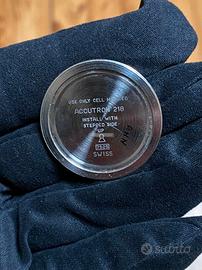 USE ONLY CELL
ACCUTRON 218
INSTALL WITH
STEPPED SIDE
UP
SWISS
subito